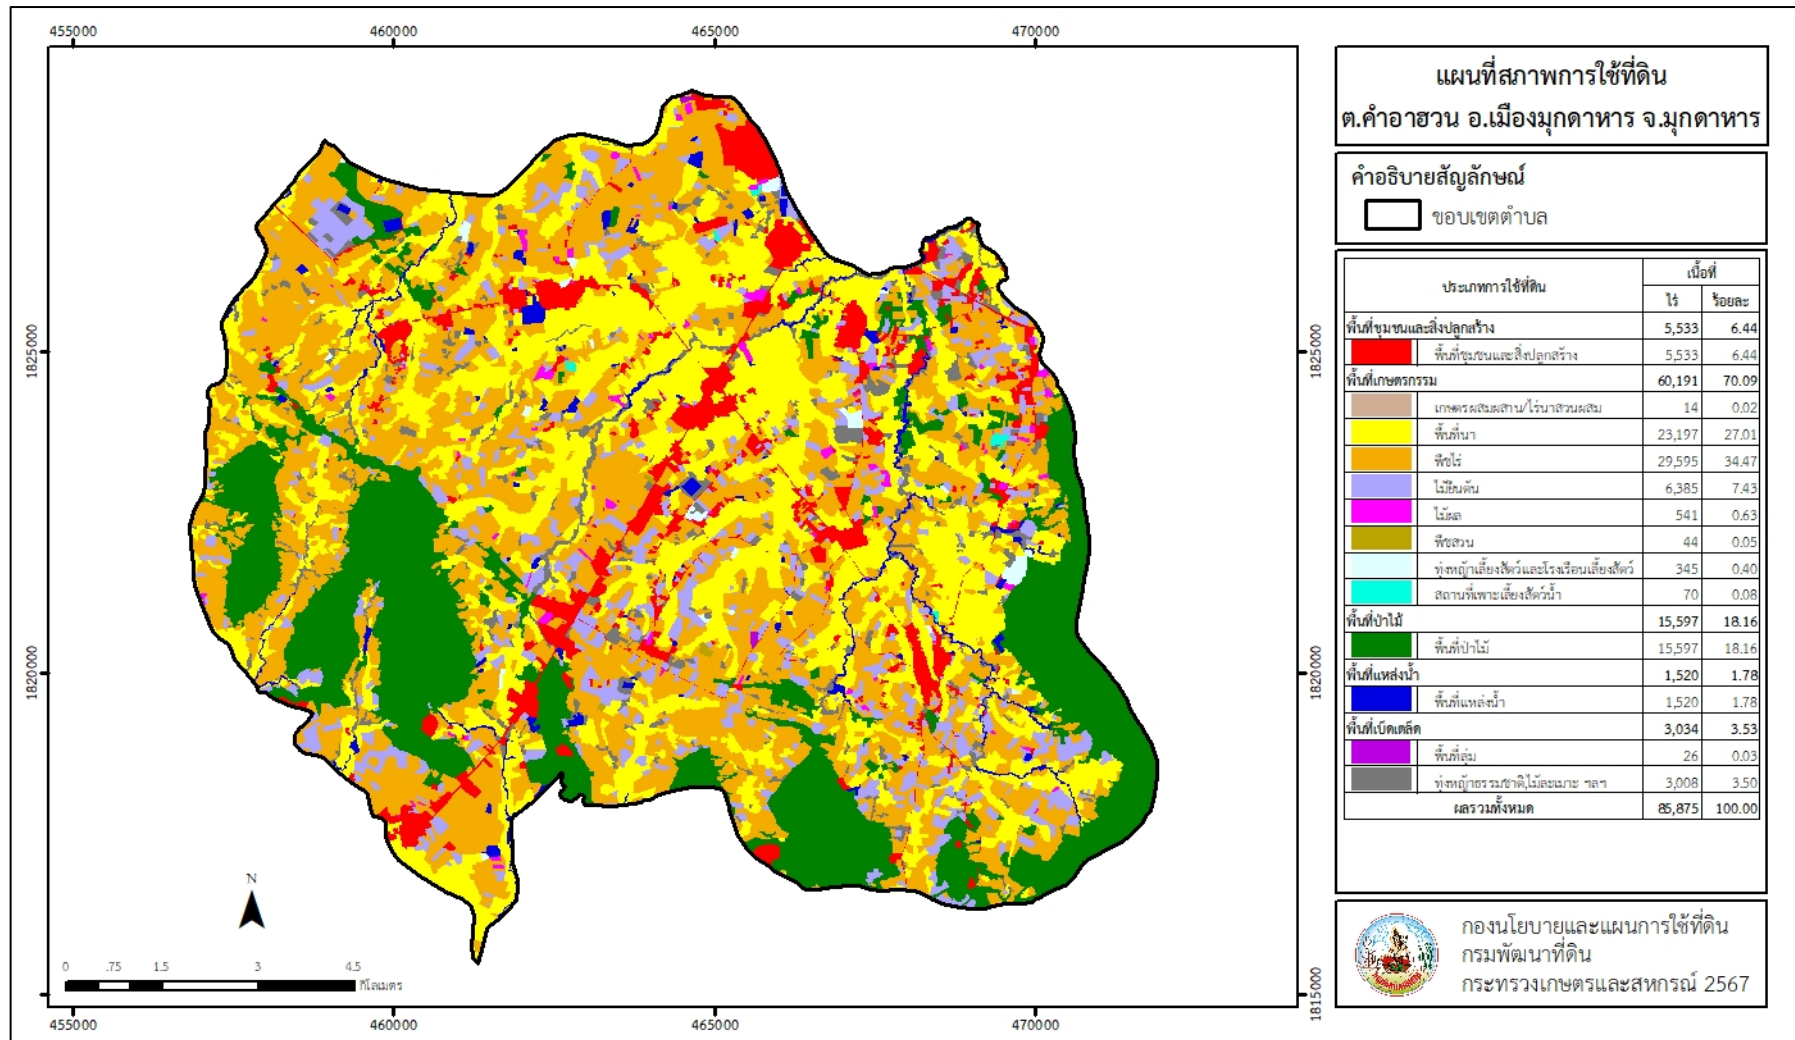 455000 460000 465000 470000
แผนที่สภาพการใช้ที่ดิน
ต.คำอาฮวน อ.เมืองมุกดาหาร จ.มุกดาหาร
คำอธิบายสัญลักษณ์
ขอบเขตตำบล
ประเภทการใช้ที่ดิน เนื้อที่
ไร่ ร้อยละ
พื้นที่ชุมชนและสิ่งปลูกสร้าง 5,533 6.44
พื้นที่ชุมชนและสิ่งปลูกสร้าง 5,533 6.44
พื้นที่เกษตรกรรม 60,191 70.09
เกษตรผสมผสาน/ไร่นาสวนผสม 14 0.02
พื้นที่นา 23,197 27.01
พืชไร่ 29,595 34.47
ไม้ยืนต้น 6,385 7.43
ไม้ผล 541 0.63
พืชสวน 44 0.05
ทุ่งหญ้าเลี้ยงสัตว์และโรงเรือนเลี้ยงสัตว์ 345 0.40
สถานที่เพาะเลี้ยงสัตว์น้ำ 70 0.08
พื้นที่ป่าไม้ 15,597 18.16
พื้นที่ป่าไม้ 15,597 18.16
พื้นที่แหล่งน้ำ 1,520 1.78
พื้นที่แหล่งน้ำ 1,520 1.78
พื้นที่เบ็ดเตล็ด 3,034 3.53
พื้นที่ลุ่ม 26 0.03
ทุ่งหญ้าธรรมชาติ,ไม้ละเมาะ ฯลฯ 3,008 3.50
ผลรวมทั้งหมด 85,875 100.00
1825000 1825000
1820000 1820000
1815000
N
0 .75 1.5 3 4.5
กิโลเมตร
455000 460000 465000 470000
กองนโยบายและแผนการใช้ที่ดิน
กรมพัฒนาที่ดิน
กระทรวงเกษตรและสหกรณ์ 2567